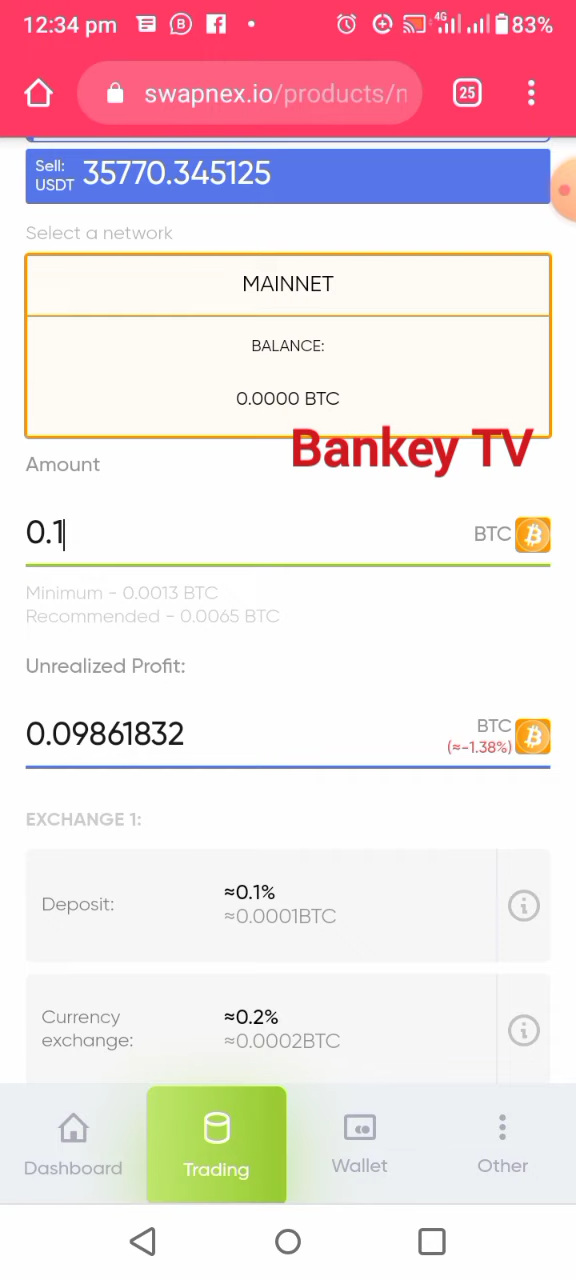 12:34 pm
4G
83%
swapnex.io/products/n
25
Sell:
USDT
35770.345125
Select a network
MAINNET
BALANCE:
0.0000 BTC
Bankey TV
Amount
0.1
BTC
Minimum - 0.0013 BTC
Recommended - 0.0065 BTC
Unrealized Profit:
0.09861832
BTC
(≈-1.38%)
EXCHANGE 1:
Deposit:
≈0.1%
≈0.0001BTC
Currency
exchange:
≈0.2%
≈0.0002BTC
Dashboard
Trading
Wallet
Other